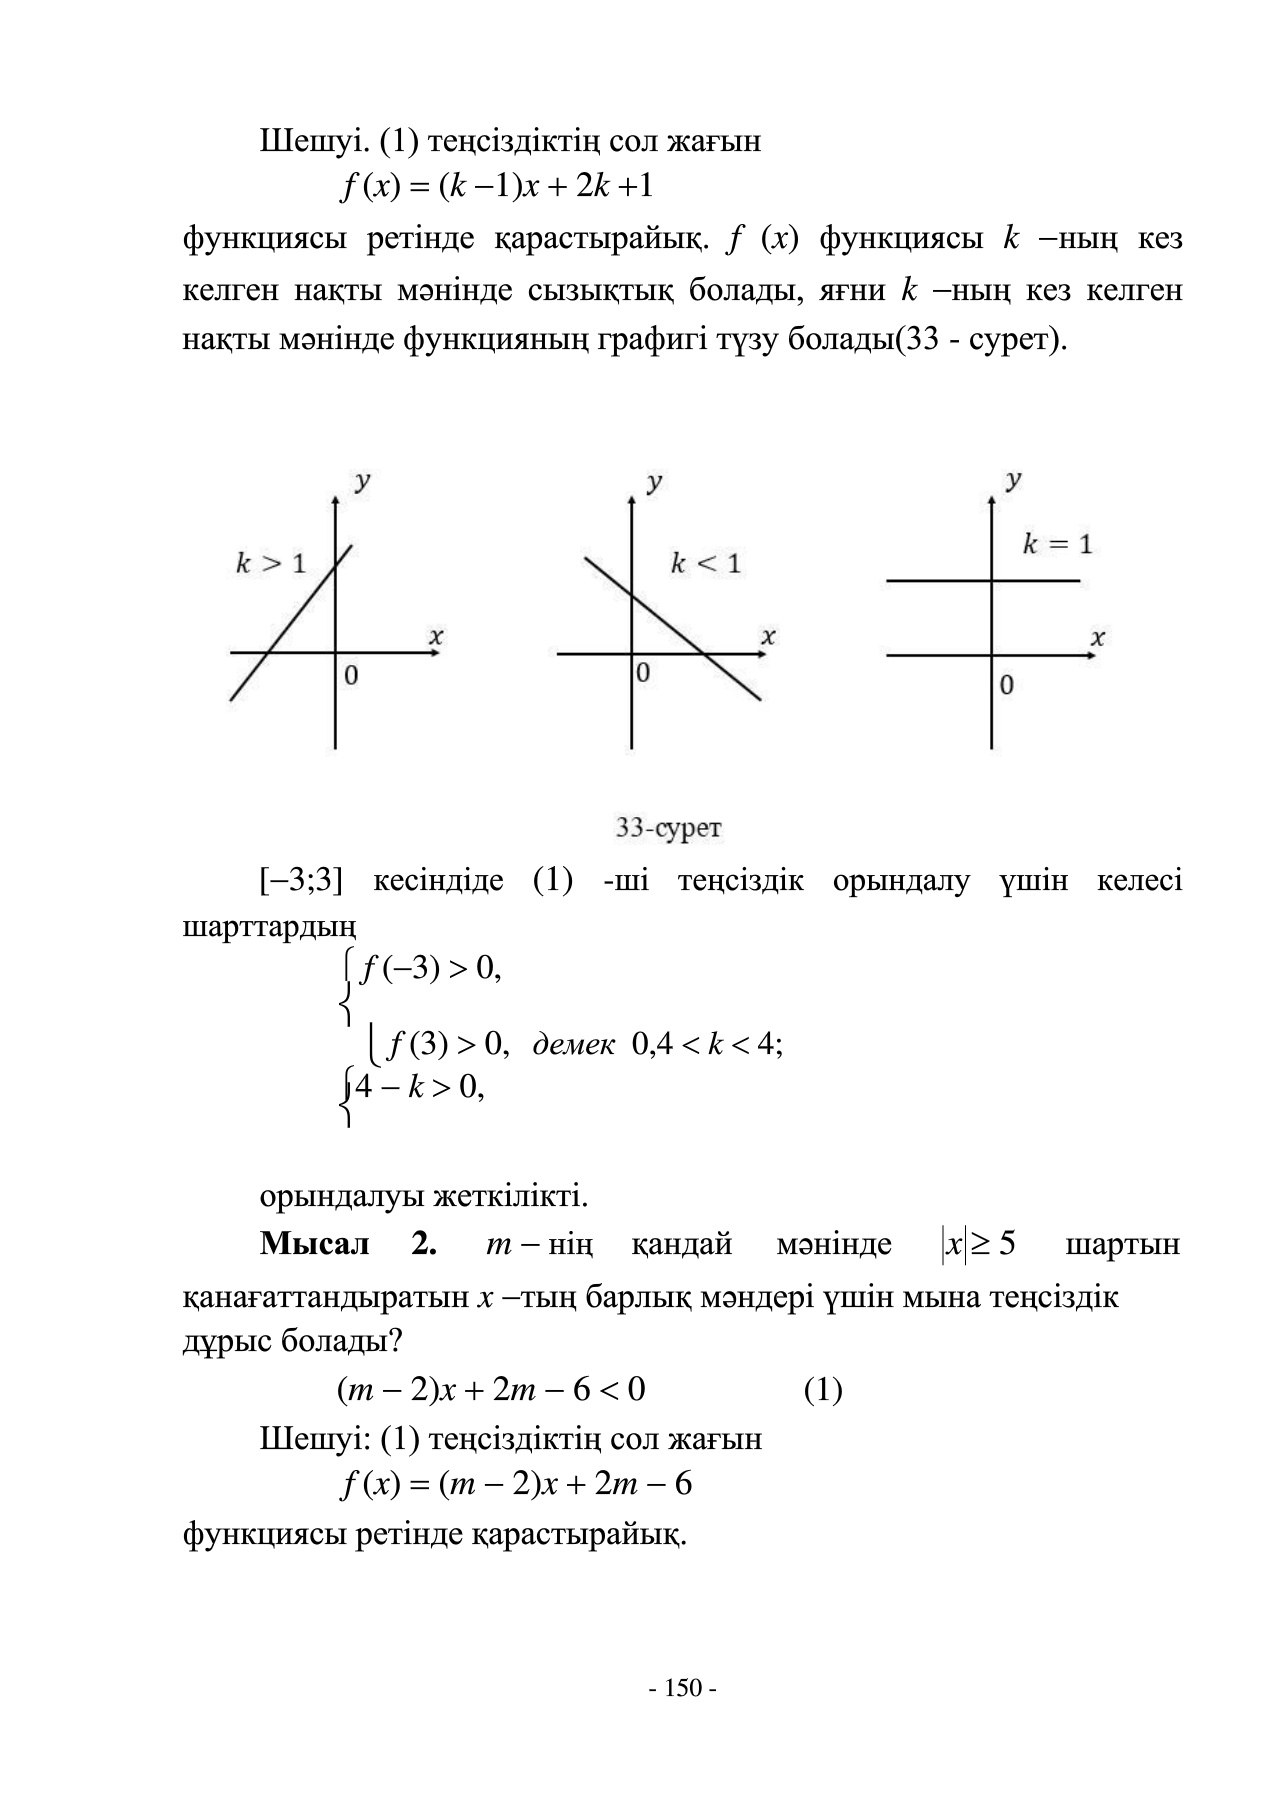 Шешуі. (1) теңсіздіктің сол жағын
f (x) = (k −1)x + 2k +1
функциясы ретінде қарастырайық. f (x) функциясы k −ның кез
келген нақты мәнінде сызықтық болады, яғни k −ның кез келген
нақты мәнінде функцияның графигі түзу болады(33 - сурет).
y
k > 1
x
0
y
k < 1
x
0
y
k = 1
x
0
33-сурет
[−3;3] кесіндіде (1) -ші теңсіздік орындалу үшін келесі
шарттардың
{ f (−3) > 0,
f (3) > 0, демек 0,4 < k < 4;
{4 − k > 0,
орындалуы жеткілікті.
Мысал 2. m − нің қандай мәнінде |x| ≥ 5 шартын
қанағаттандыратын x −тың барлық мәндері үшін мына теңсіздік
дұрыс болады?
(m − 2)x + 2m − 6 < 0 (1)
Шешуі: (1) теңсіздіктің сол жағын
f (x) = (m − 2)x + 2m − 6
функциясы ретінде қарастырайық.
- 150 -